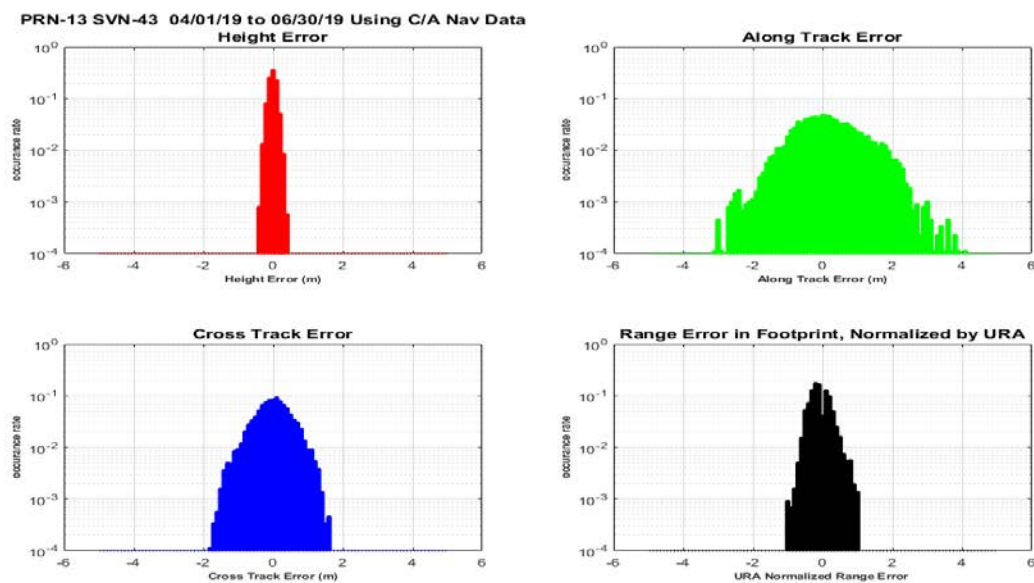 PRN-13 SVN-43 04/01/19 to 06/30/19 Using C/A Nav Data
Height Error
10^0
10^-1
10^-2
10^-3
10^-4
occurance rate
-6 -4 -2 0 2 4 6
Height Error (m)
Along Track Error
10^0
10^-1
10^-2
10^-3
10^-4
occurance rate
-6 -4 -2 0 2 4 6
Along Track Error (m)
Cross Track Error
10^0
10^-1
10^-2
10^-3
10^-4
occurance rate
-6 -4 -2 0 2 4 6
Cross Track Error (m)
Range Error in Footprint, Normalized by URA
10^0
10^-1
10^-2
10^-3
10^-4
occurance rate
-6 -4 -2 0 2 4 6
URA Normalized Range Error